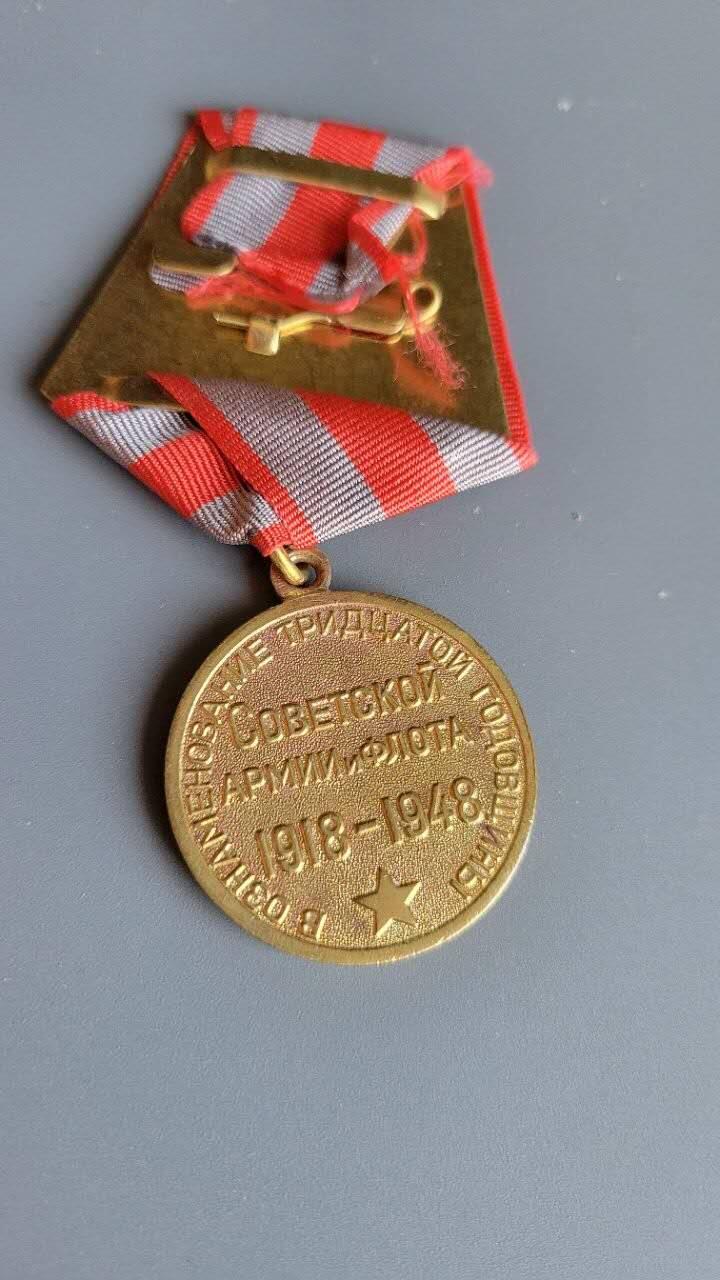 В ОЗНАМЕНОВАНИЕ ТРИДЦАТОЙ ГОДОВЩИНЫ
СОВЕТСКОЙ
АРМИИ и ФЛОТА
1918-1948